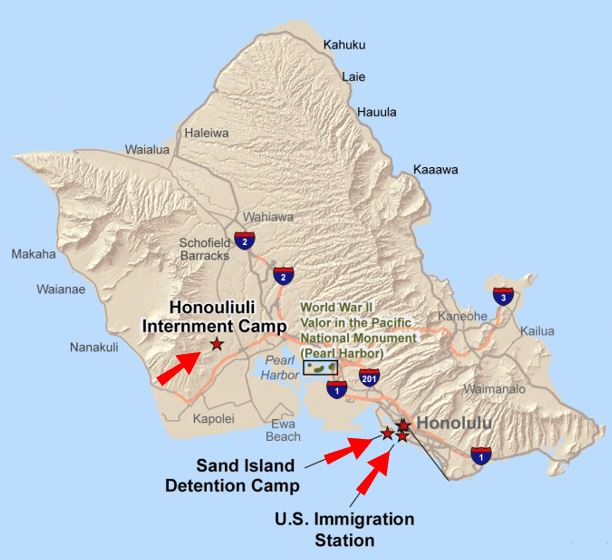 Kahuku
Laie
Hauula
Haleiwa
Waialua
Kaaawa
Wahiawa
2
Schofield
Barracks
Makaha
2
Waianae
3
Honouliuli
Internment Camp
World War II
Valor in the Pacific
National Monument
(Pearl Harbor)
Kaneohe
Kailua
Nanakuli
Pearl
Harbor
201
1
Waimanalo
Kapolei
Ewa
Beach
Honolulu
1
Sand Island
Detention Camp
U.S. Immigration
Station